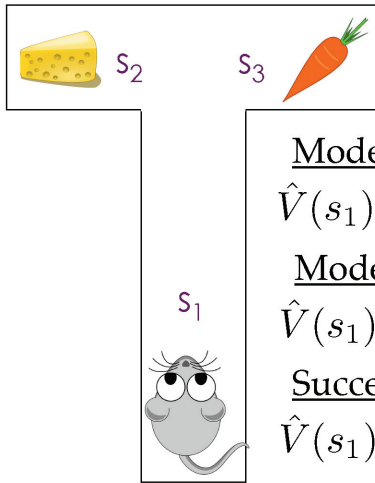 s₂ s₃
Mode
V̂(s₁)
s₁
Mode
V̂(s₁)
Succe
V̂(s₁)